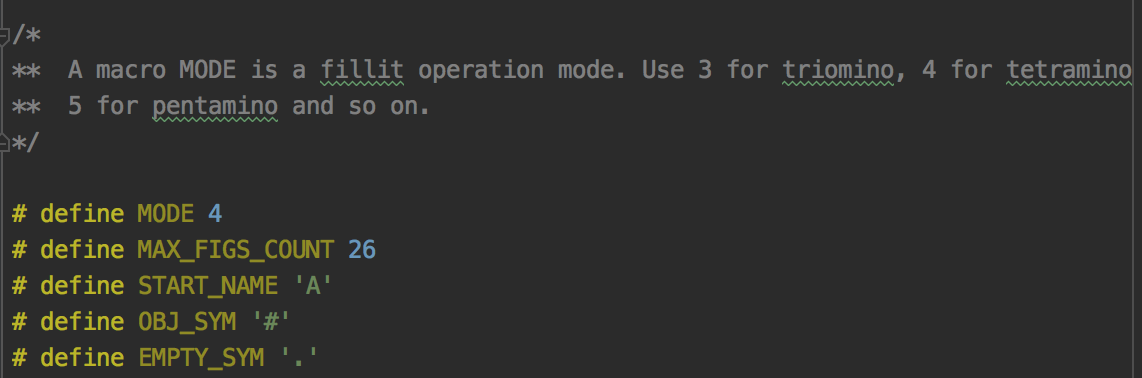 /*
** A macro MODE is a fillit operation mode. Use 3 for triomino, 4 for tetramino
** 5 for pentamino and so on.
*/
# define MODE 4
# define MAX_FIGS_COUNT 26
# define START_NAME 'A'
# define OBJ_SYM '#'
# define EMPTY_SYM '.'